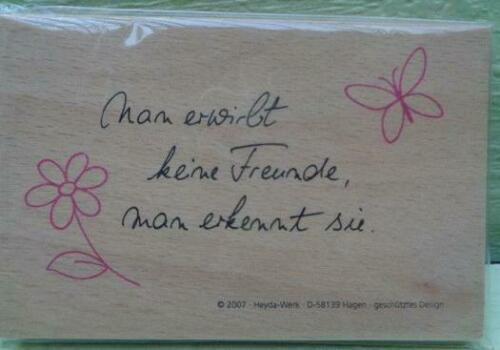 Man erwirbt
keine Freunde,
man erkennt sie.
© 2007 · Heyda-Werk · D-58139 Hagen · geschütztes Design